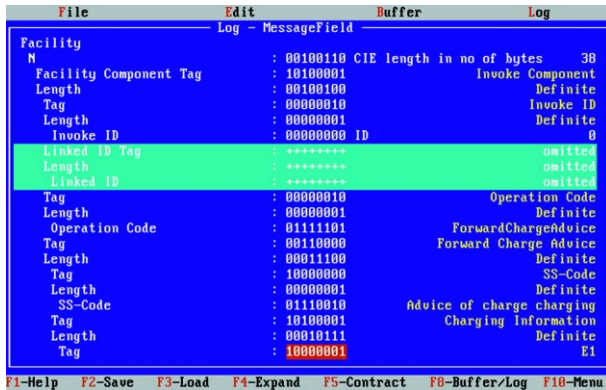 File Edit Buffer Log
Log - MessageField
Facility
N : 00100110 CIE length in no of bytes 38
Facility Component Tag : 10100001 Invoke Component
Length : 00100100 Definite
Tag : 00000010 Invoke ID
Length : 00000001 Definite
Invoke ID : 00000000 ID 0
Linked ID Tag : ++++++++ omitted
Length : ++++++++ omitted
Linked ID : ++++++++ omitted
Tag : 00000010 Operation Code
Length : 00000001 Definite
Operation Code : 01111101 ForwardChargeAdvice
Tag : 00110000 Forward Charge Advice
Length : 00011100 Definite
Tag : 10000000 SS-Code
Length : 00000001 Definite
SS-Code : 01110010 Advice of charge charging
Tag : 10100001 Charging Information
Length : 00010111 Definite
Tag : 10000001 E1
F1-Help F2-Save F3-Load F4-Expand F5-Contract F8-Buffer/Log F10-Menu